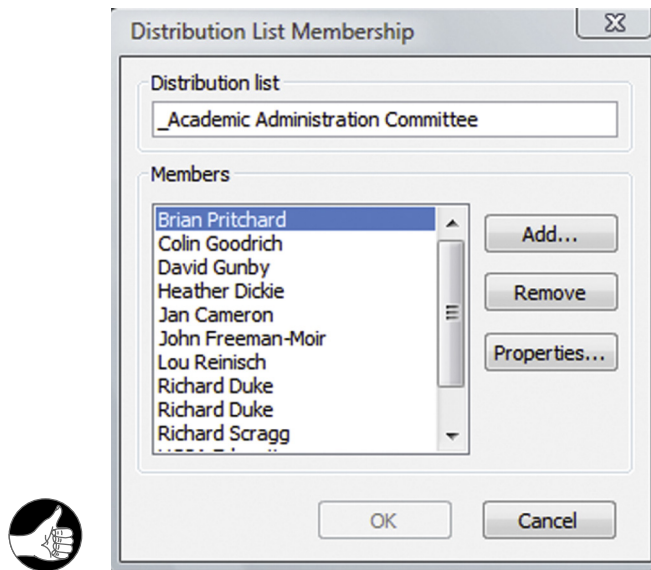 Distribution List Membership
Distribution list
_Academic Administration Committee
Members
Brian Pritchard
Colin Goodrich
David Gunby
Heather Dickie
Jan Cameron
John Freeman-Moir
Lou Reinisch
Richard Duke
Richard Duke
Richard Scragg
Add...
Remove
Properties...
OK
Cancel